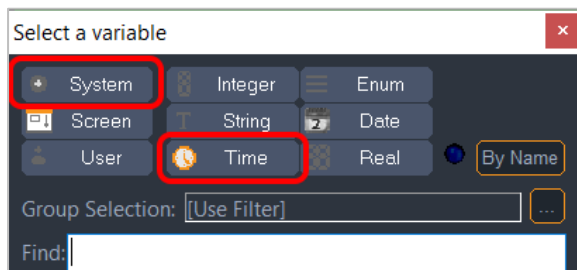 Select a variable
System Integer Enum
Screen String Date
User Time Real By Name
Group Selection: [Use Filter] ...
Find: